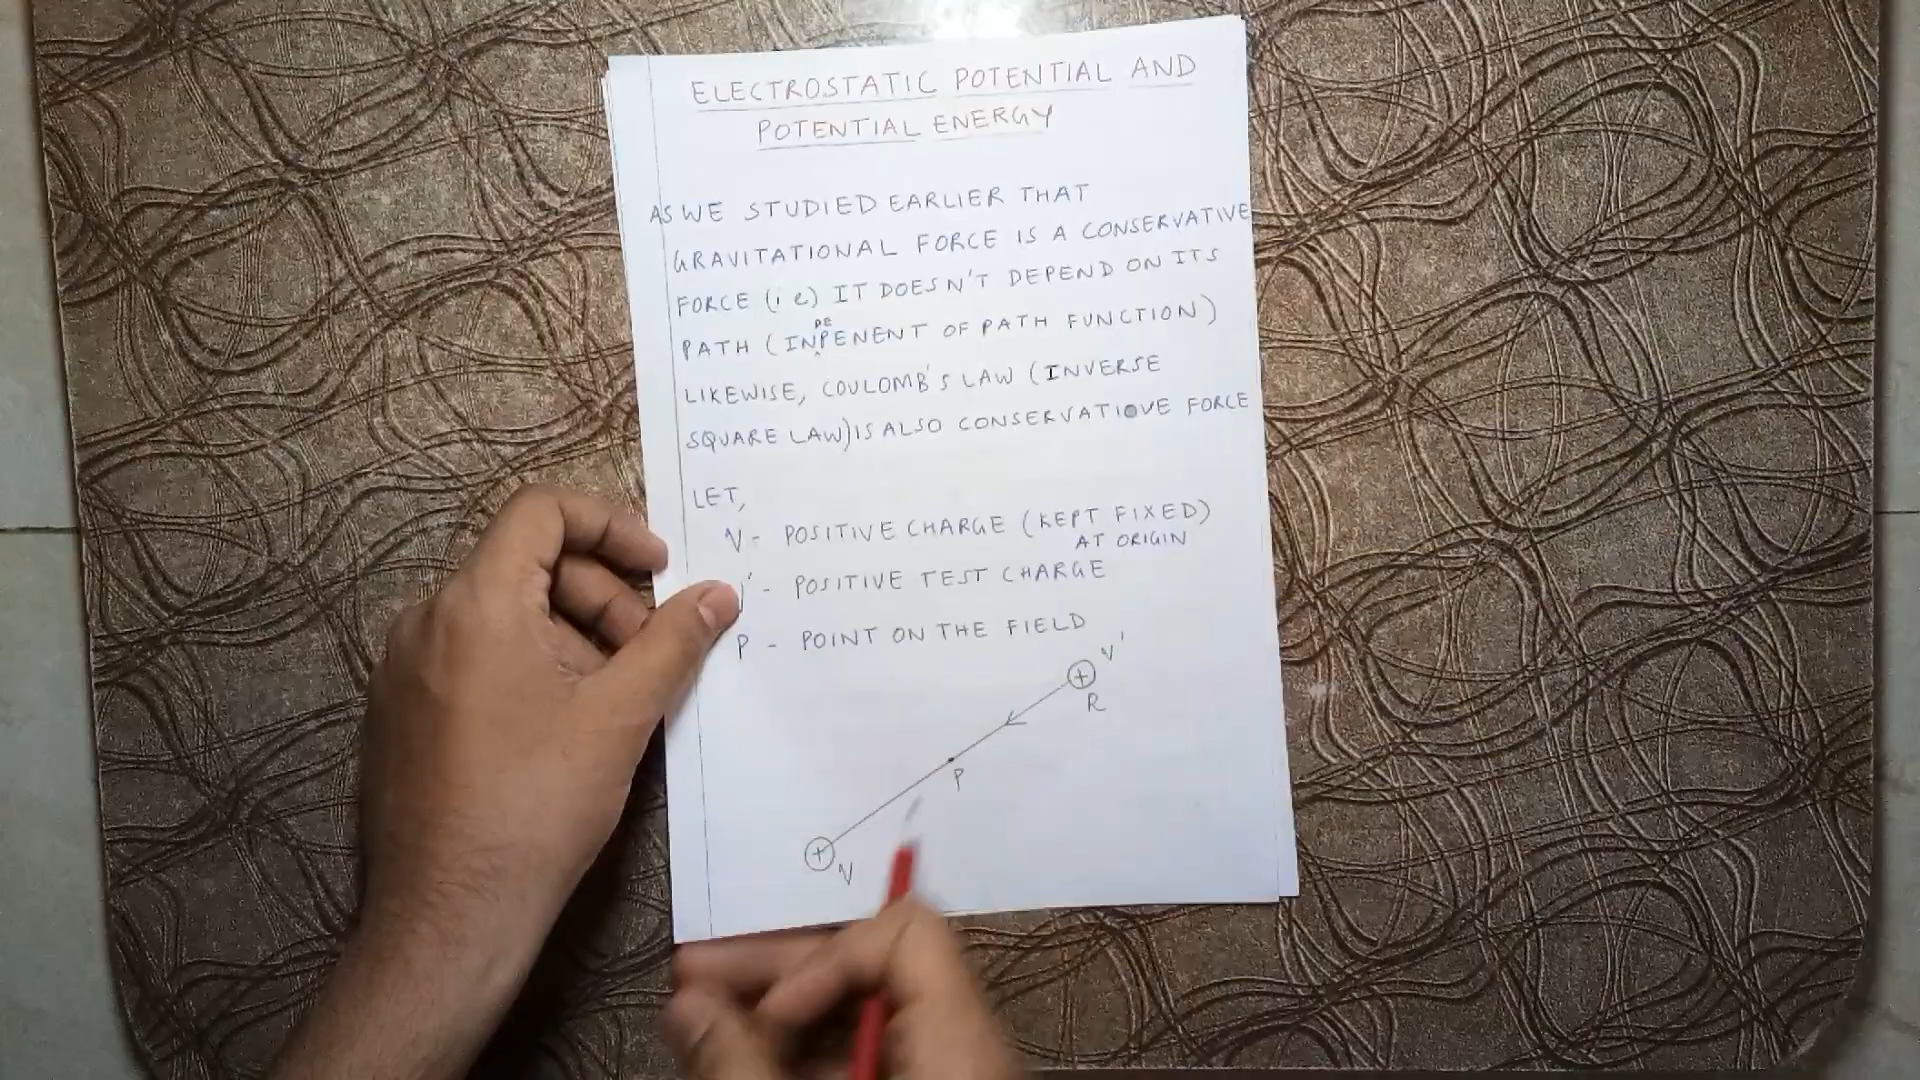 ELECTROSTATIC POTENTIAL AND
POTENTIAL ENERGY
AS WE STUDIED EARLIER THAT
GRAVITATIONAL FORCE IS A CONSERVATIVE
FORCE (i e) IT DOESN'T DEPEND ON ITS
DE
PATH (INPENENT OF PATH FUNCTION)
LIKEWISE, COULOMB'S LAW (INVERSE
SQUARE LAW) IS ALSO CONSERVATIVE FORCE
LET,
V - POSITIVE CHARGE (KEPT FIXED)
AT ORIGIN
' - POSITIVE TEST CHARGE
P - POINT ON THE FIELD
+ V'
R
P
+ V